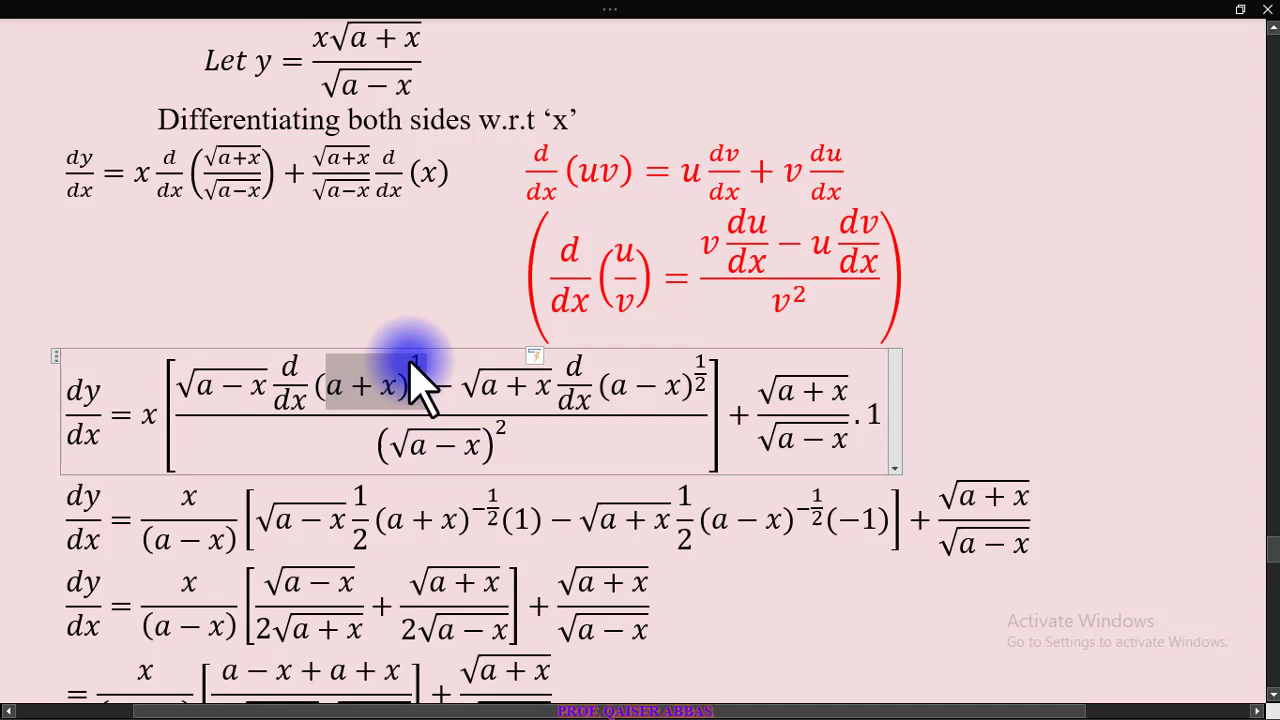 Let y = x√(a + x) / √(a − x)
Differentiating both sides w.r.t ‘x’
dy/dx = x d/dx (√(a+x) / √(a−x)) + √(a+x) / √(a−x) d/dx (x)
d/dx (uv) = u dv/dx + v du/dx
(d/dx (u/v) = (v du/dx − u dv/dx) / v²)
dy/dx = x [(√(a − x) d/dx (a + x)^(1/2) − √(a + x) d/dx (a − x)^(1/2)) / (√(a − x))²] + √(a + x) / √(a − x) . 1
dy/dx = x / (a − x) [√(a − x) 1/2 (a + x)^(−1/2) (1) − √(a + x) 1/2 (a − x)^(−1/2) (−1)] + √(a + x) / √(a − x)
dy/dx = x / (a − x) [√(a − x) / 2√(a + x) + √(a + x) / 2√(a − x)] + √(a + x) / √(a − x)
= x [a − x + a + x] + √(a + x)
Activate Windows
Go to Settings to activate Windows.
PROF QAISER ABBAS